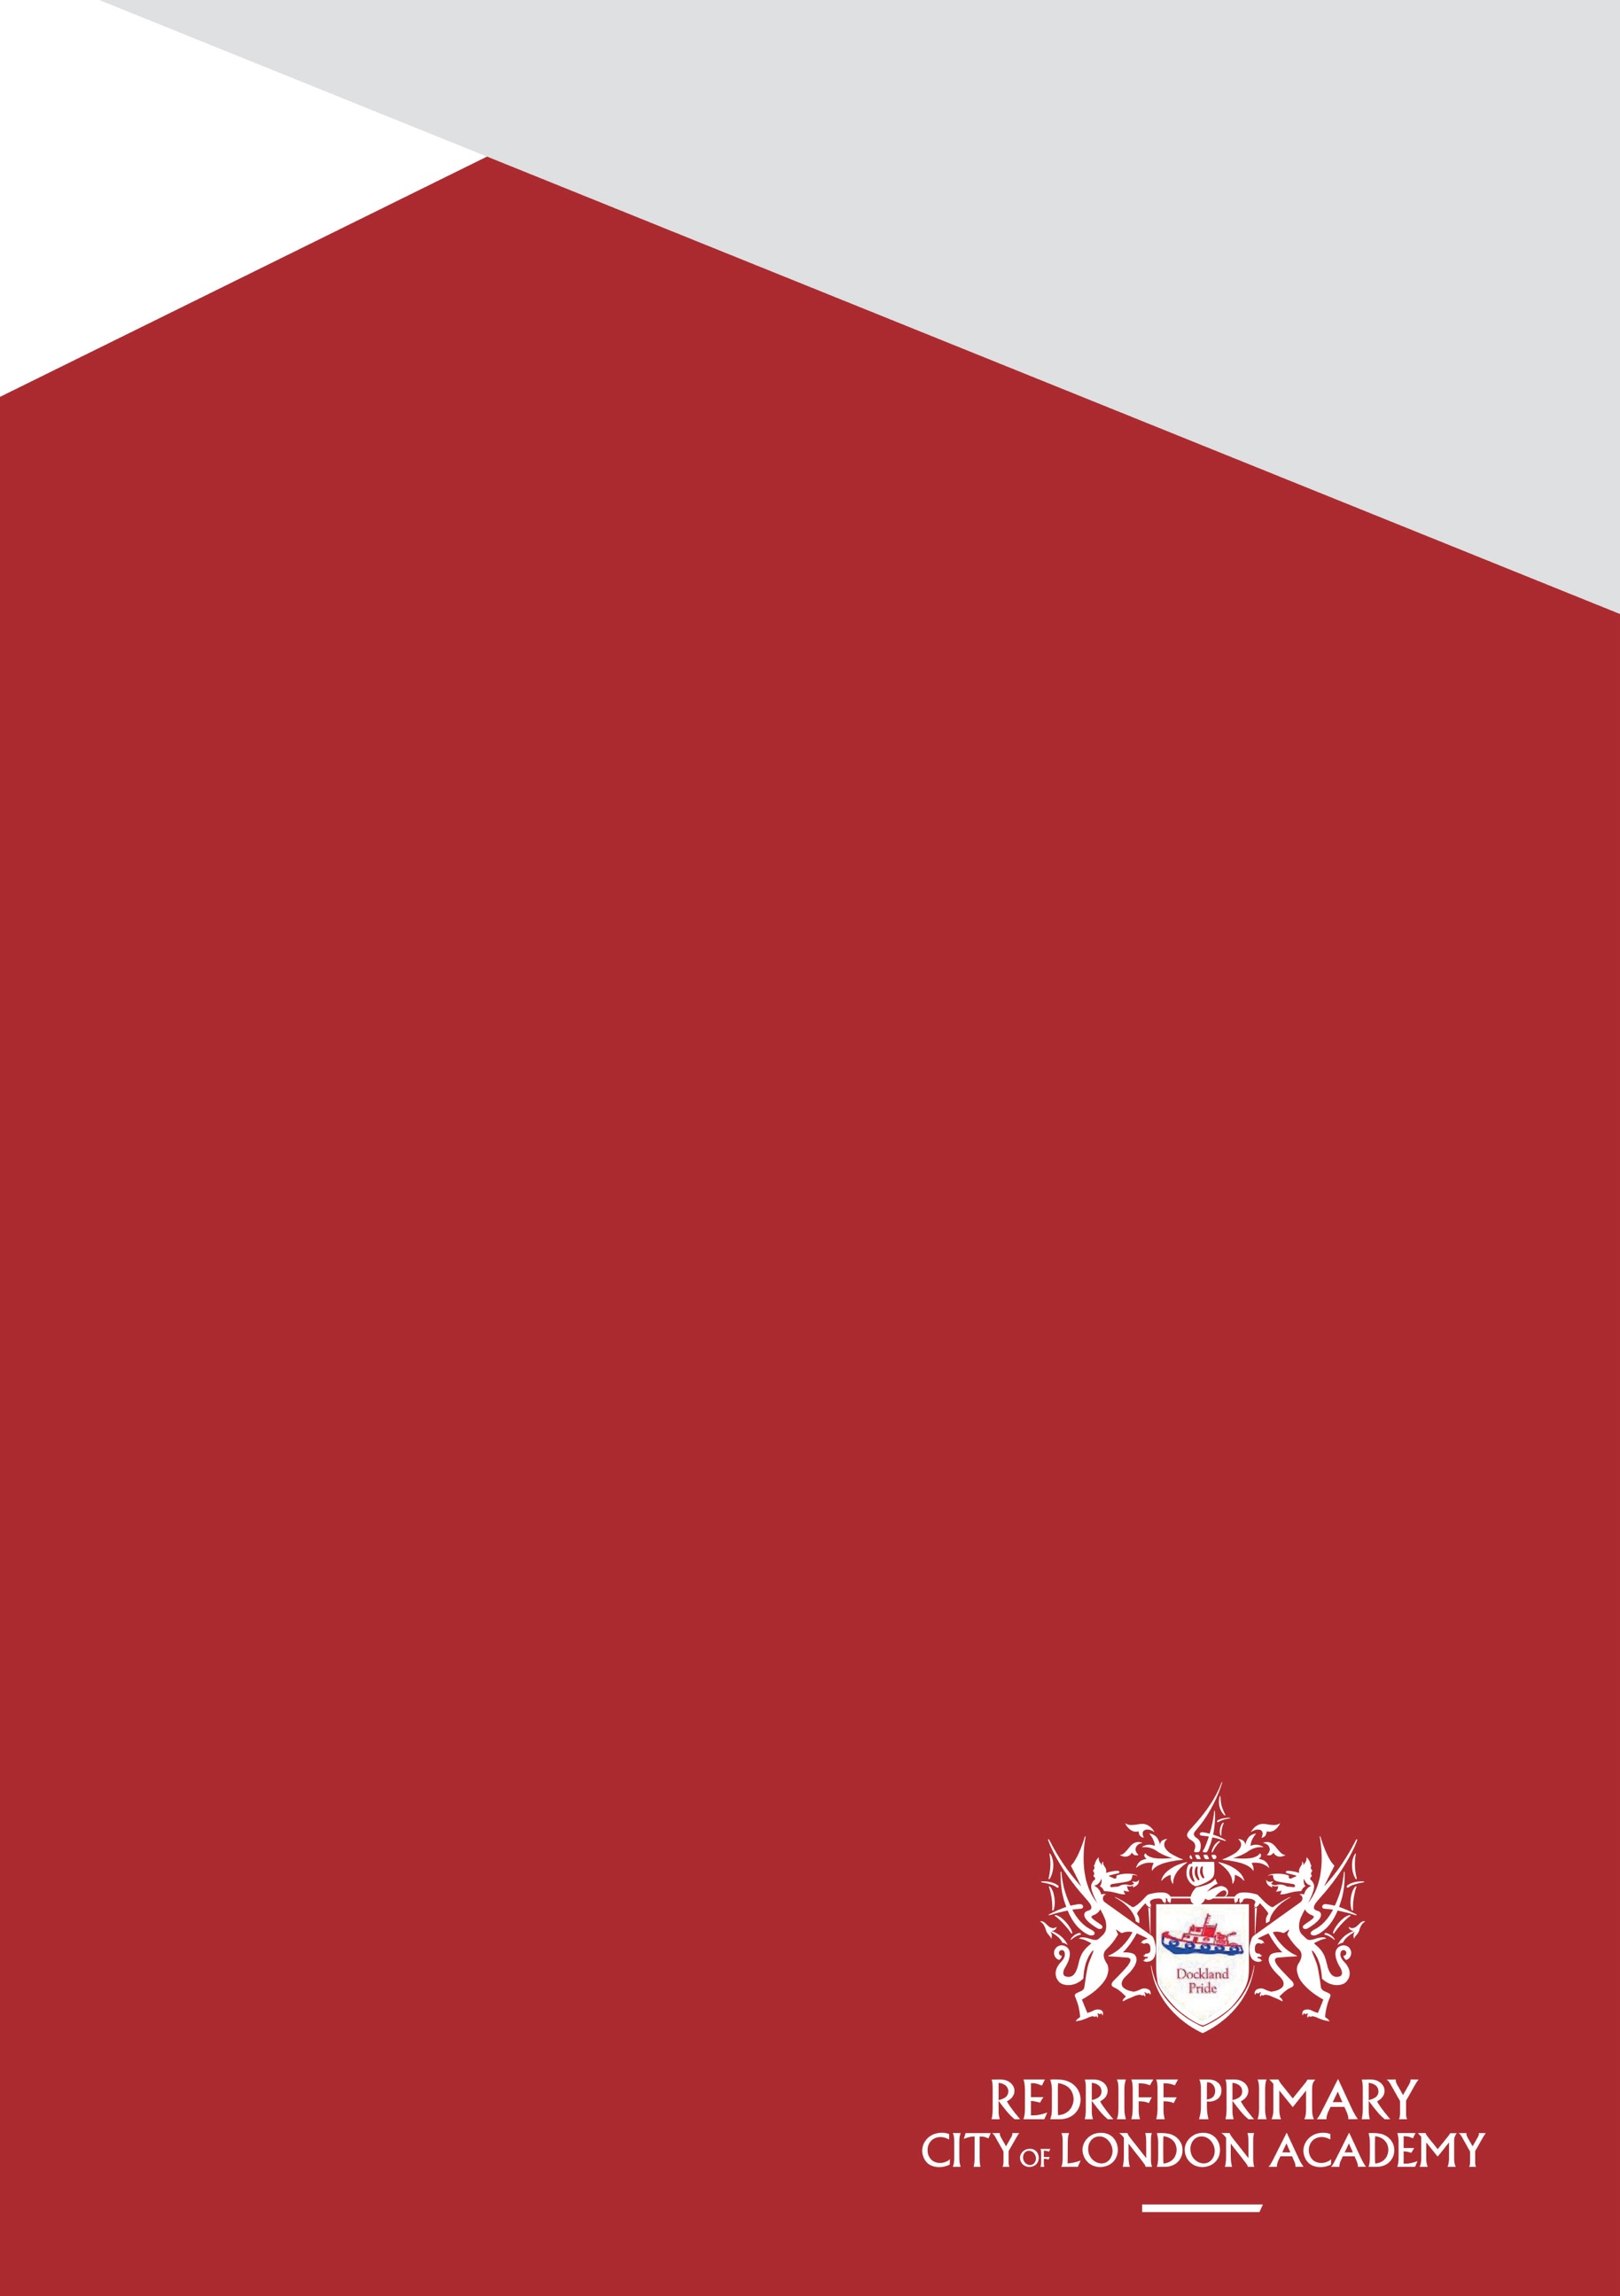 Dockland
Pride
REDRIFF PRIMARY
CITY OF LONDON ACADEMY